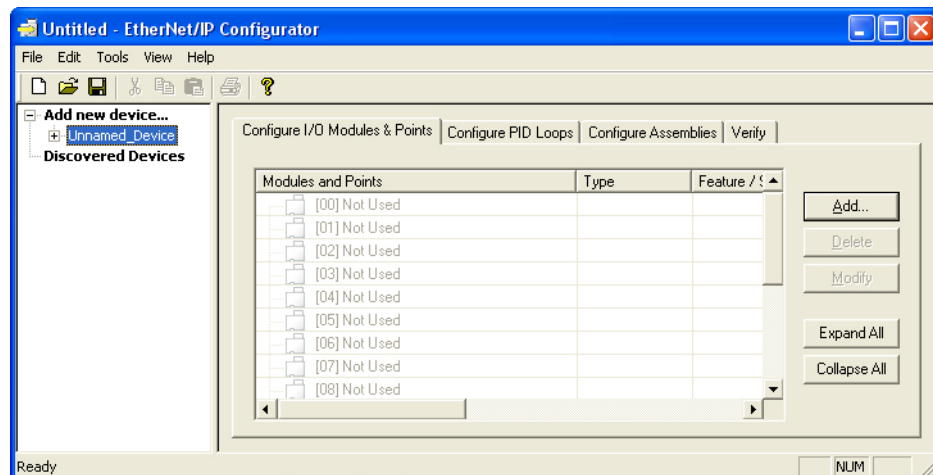 Untitled - EtherNet/IP Configurator
File Edit Tools View Help
Add new device...
Unnamed_Device
Discovered Devices
Configure I/O Modules & Points Configure PID Loops Configure Assemblies Verify
Modules and Points Type Feature /
[00] Not Used
[01] Not Used
[02] Not Used
[03] Not Used
[04] Not Used
[05] Not Used
[06] Not Used
[07] Not Used
[08] Not Used
Add...
Delete
Modify
Expand All
Collapse All
Ready NUM